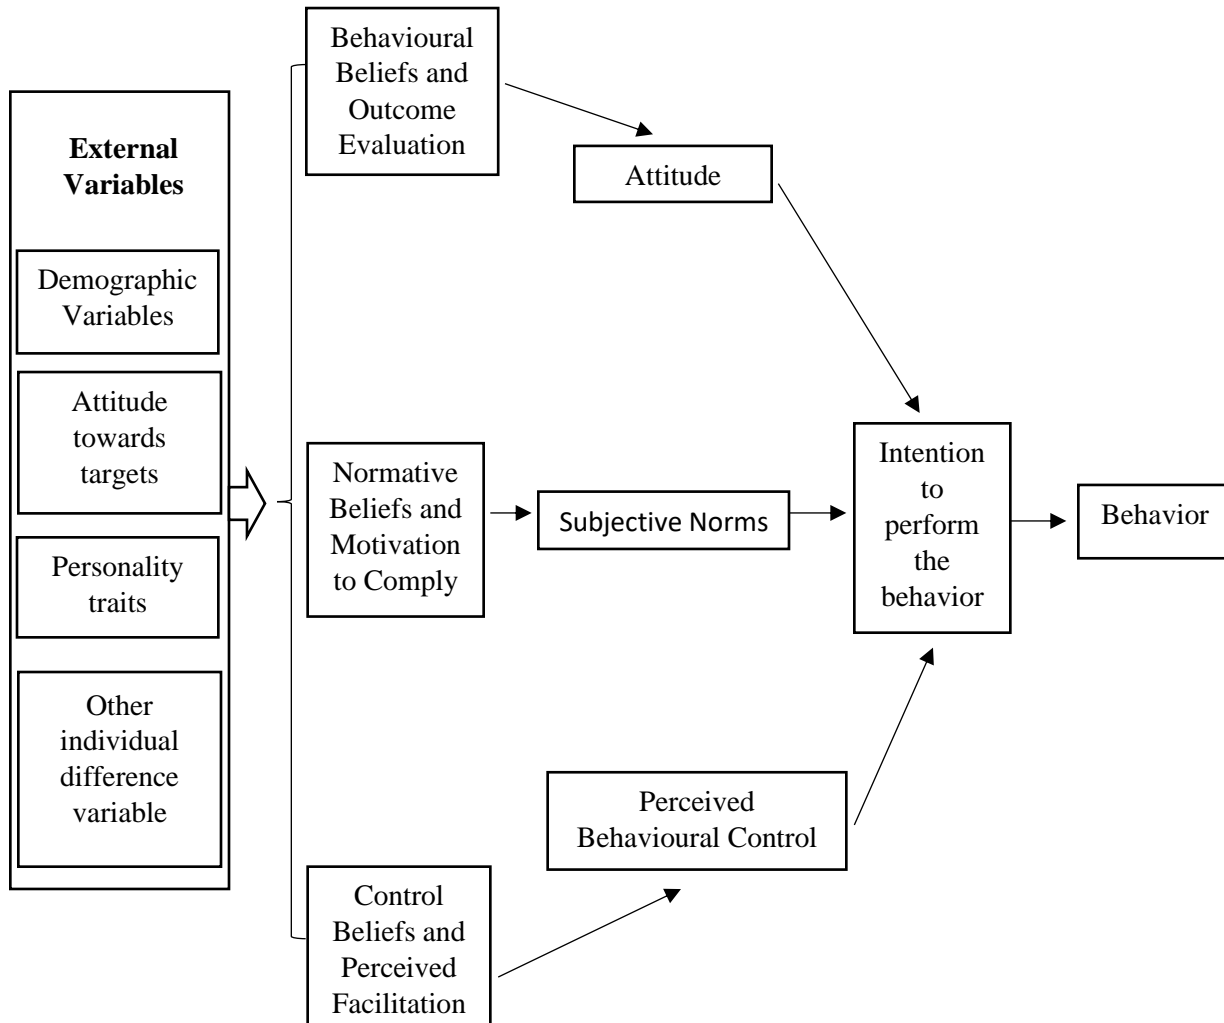 External
Variables
Demographic
Variables
Attitude
towards
targets
Personality
traits
Other
individual
difference
variable
Behavioural
Beliefs and
Outcome
Evaluation
Normative
Beliefs and
Motivation
to Comply
Control
Beliefs and
Perceived
Facilitation
Attitude
Subjective Norms
Perceived
Behavioural Control
Intention
to
perform
the
behavior
Behavior